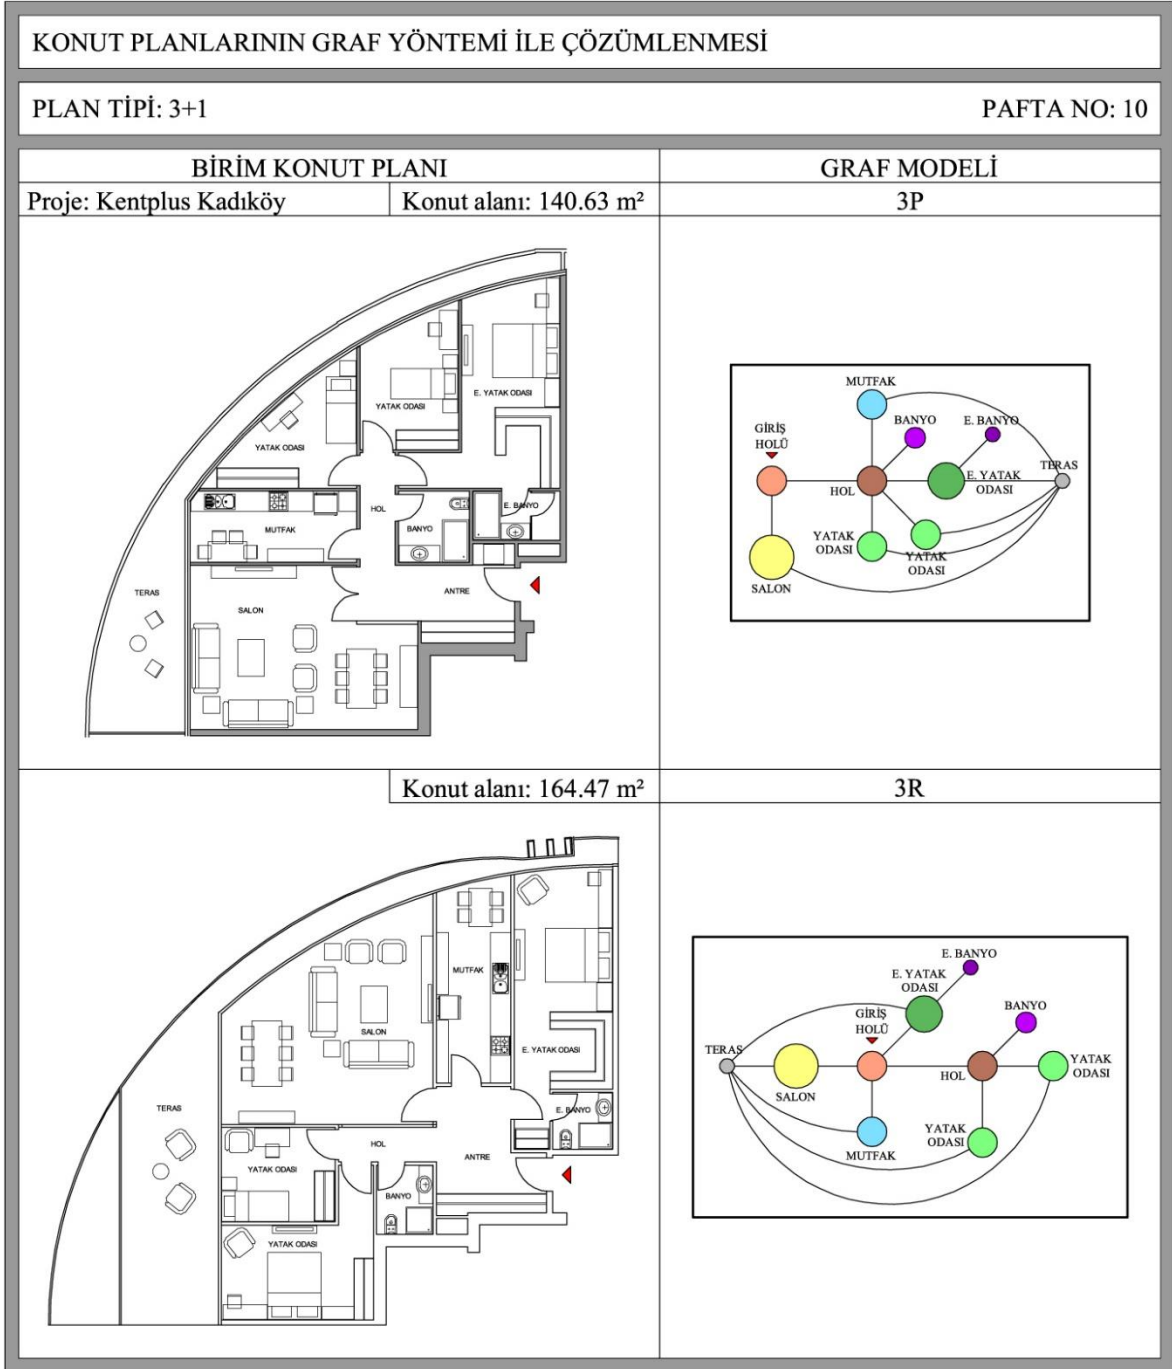 KONUT PLANLARININ GRAF YÖNTEMİ İLE ÇÖZÜMLENMESİ
PLAN TİPİ: 3+1 PAFTA NO: 10
BİRİM KONUT PLANI GRAF MODELİ
Proje: Kentplus Kadıköy Konut alanı: 140.63 m² 3P
E. YATAK ODASI
YATAK ODASI
YATAK ODASI
HOL
E. BANYO
MUTFAK
BANYO
TERAS
ANTRE
SALON
MUTFAK
BANYO
E. BANYO
GİRİŞ
HOLÜ
TERAS
HOL
E. YATAK
ODASI
YATAK
ODASI
YATAK
ODASI
SALON
Konut alanı: 164.47 m² 3R
MUTFAK
SALON
E. YATAK ODASI
TERAS
E. BANYO
HOL
ANTRE
YATAK ODASI
BANYO
YATAK ODASI
E. BANYO
E. YATAK
ODASI
BANYO
GİRİŞ
HOLÜ
TERAS
YATAK
ODASI
HOL
SALON
YATAK
ODASI
MUTFAK